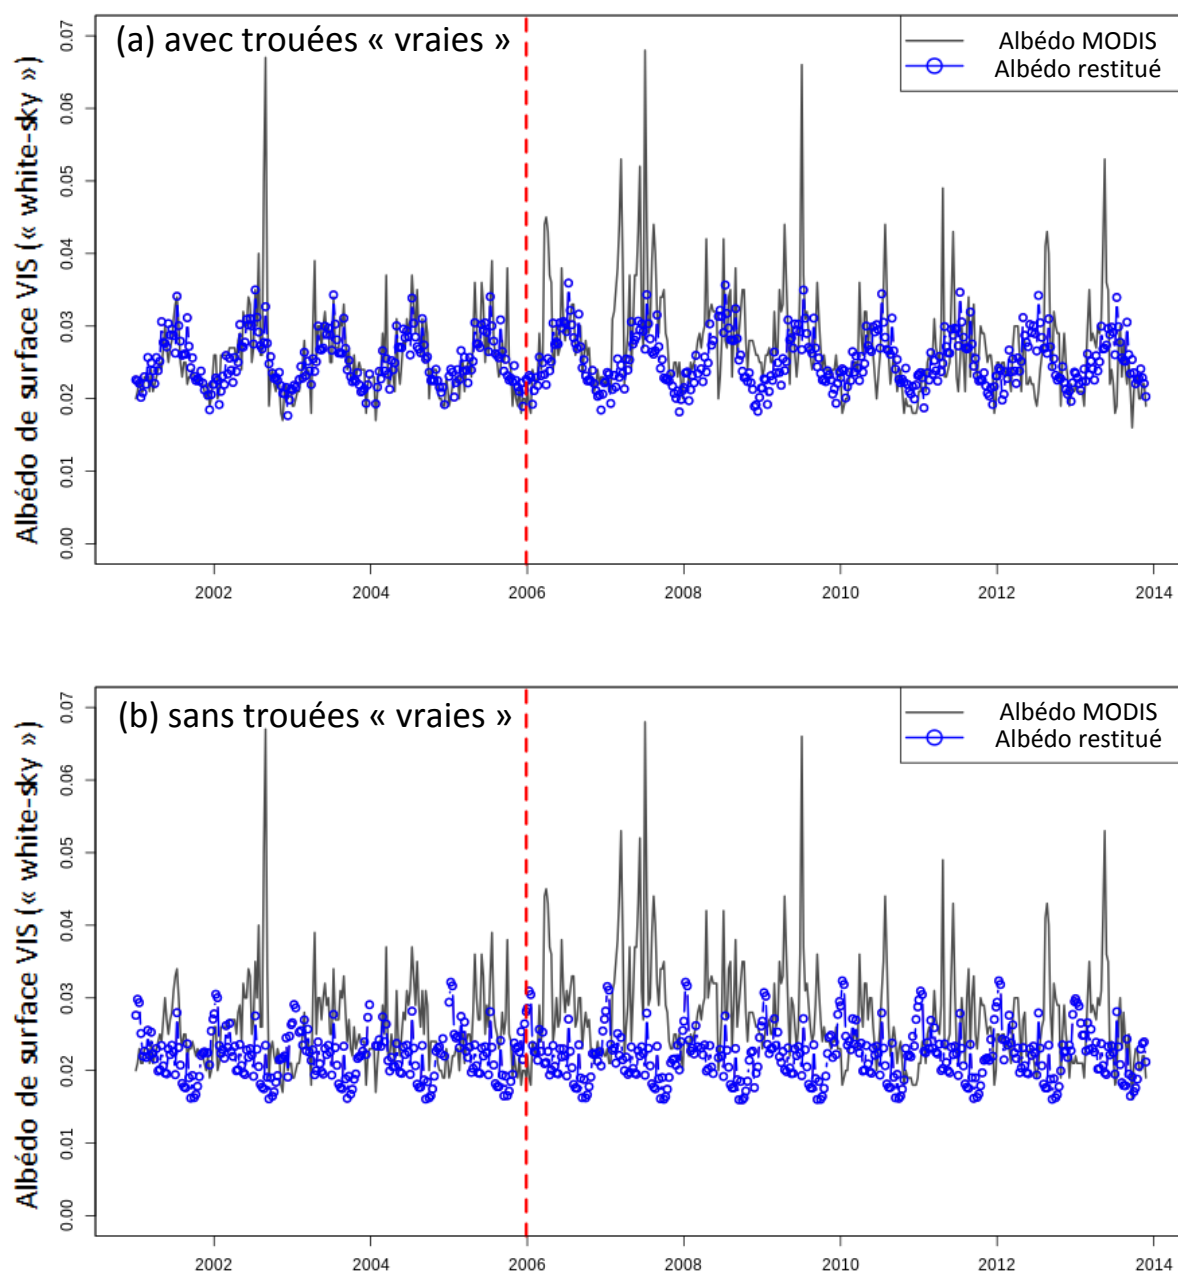 (a) avec trouées « vraies »
Albédo MODIS
Albédo restitué
Albédo de surface VIS (« white-sky »)
0.07
0.06
0.05
0.04
0.03
0.02
0.01
0.00
2002 2004 2006 2008 2010 2012 2014
(b) sans trouées « vraies »
Albédo MODIS
Albédo restitué
Albédo de surface VIS (« white-sky »)
0.07
0.06
0.05
0.04
0.03
0.02
0.01
0.00
2002 2004 2006 2008 2010 2012 2014